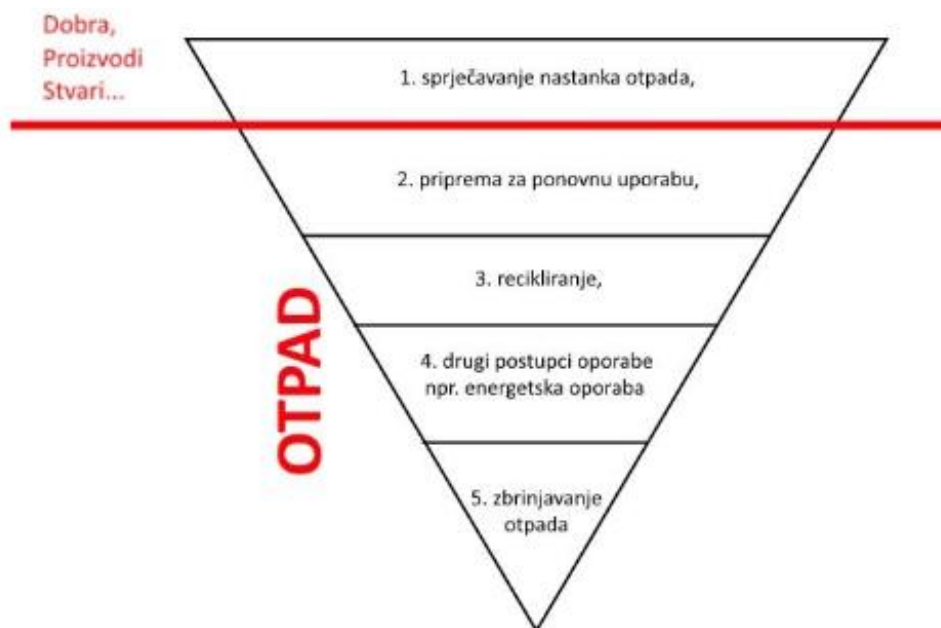 Dobra,
Proizvodi
Stvari...
1. sprječavanje nastanka otpada,
2. priprema za ponovnu uporabu,
3. recikliranje,
4. drugi postupci oporabe
npr. energetska oporaba
5. zbrinjavanje
otpada
OTPAD